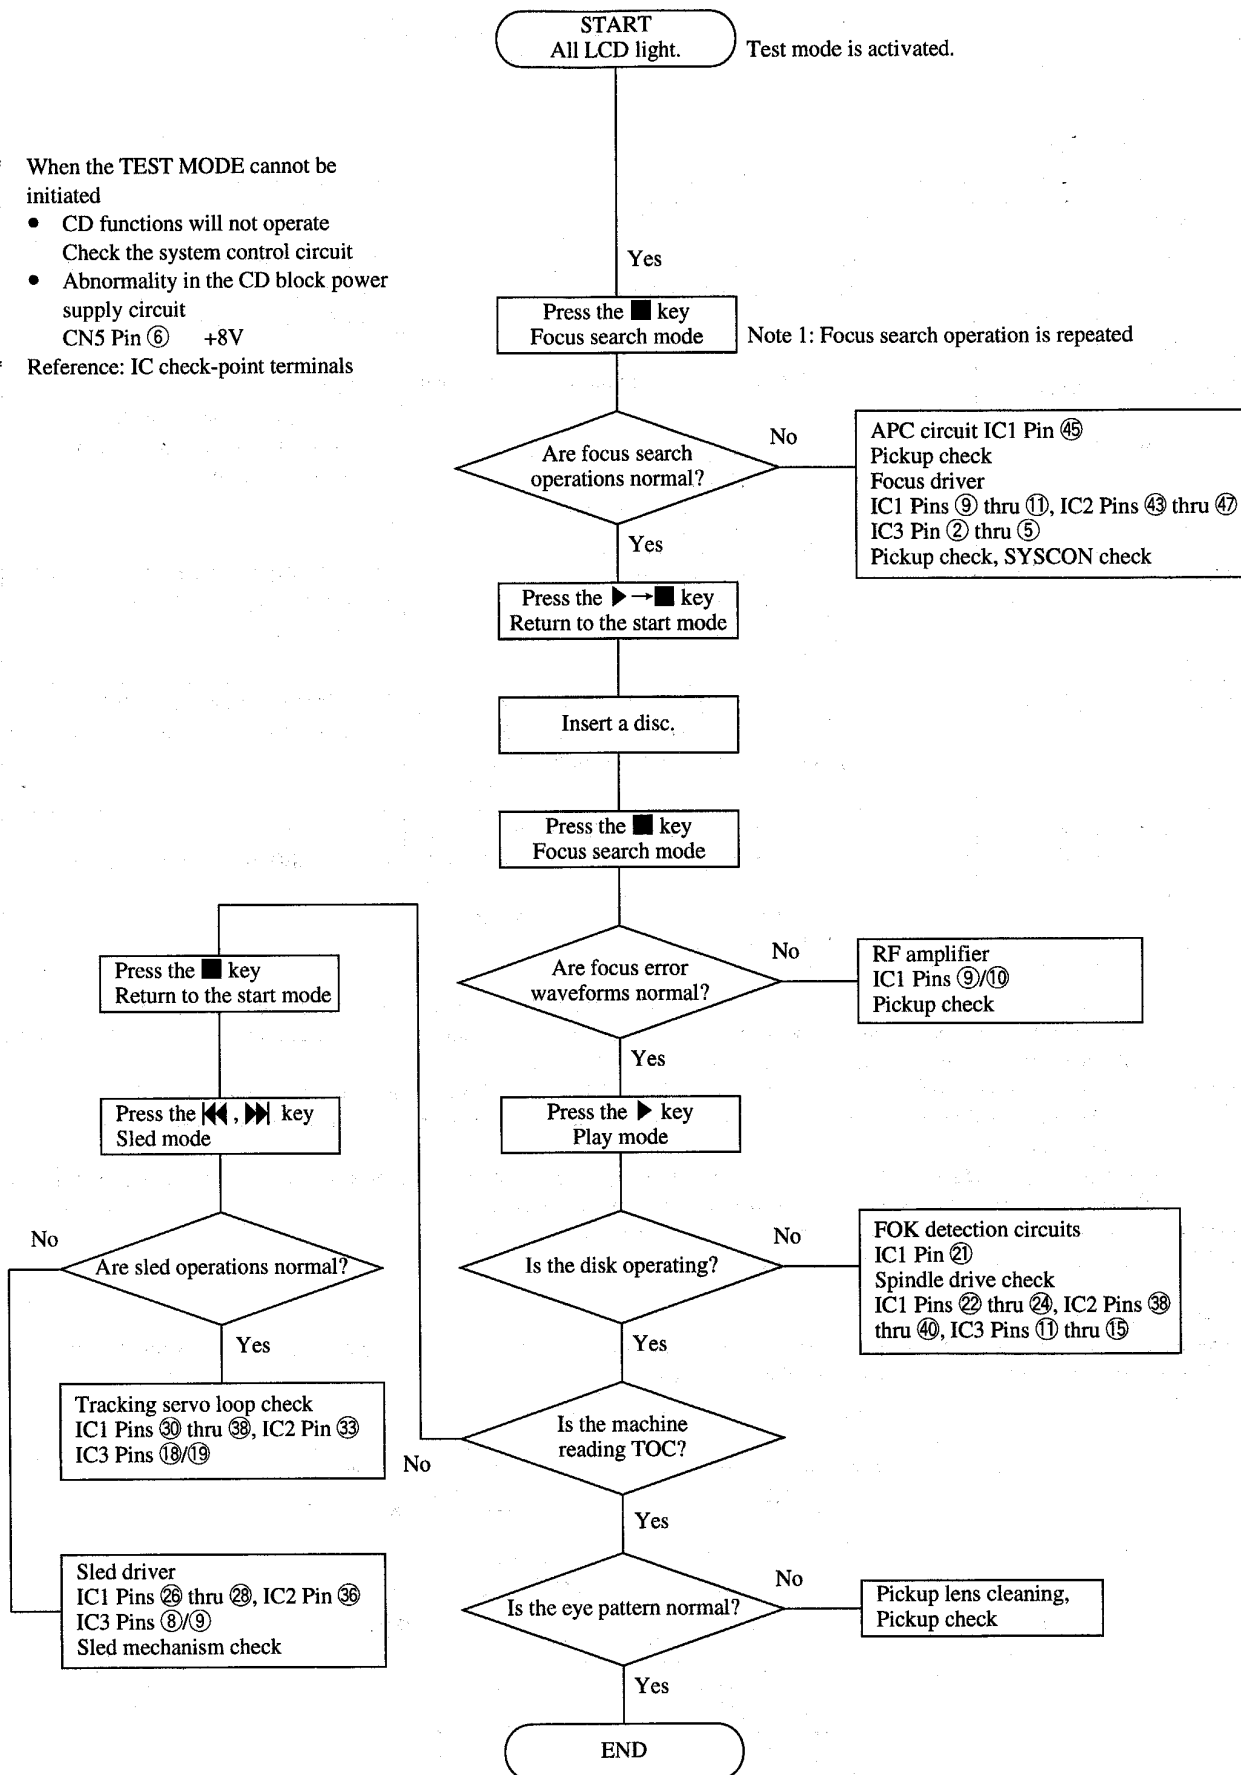 START
All LCD light.
Test mode is activated.
* When the TEST MODE cannot be
initiated
• CD functions will not operate
Check the system control circuit
• Abnormality in the CD block power
supply circuit
CN5 Pin ⑥ +8V
* Reference: IC check-point terminals
Yes
Press the ■ key
Focus search mode
Note 1: Focus search operation is repeated
Are focus search
operations normal?
No
APC circuit IC1 Pin ㊺
Pickup check
Focus driver
IC1 Pins ⑨ thru ⑪, IC2 Pins ㊸ thru ㊼
IC3 Pin ② thru ⑤
Pickup check, SYSCON check
Yes
Press the ▶→■ key
Return to the start mode
Insert a disc.
Press the ■ key
Focus search mode
Are focus error
waveforms normal?
No
RF amplifier
IC1 Pins ⑨/⑩
Pickup check
Yes
Press the ▶ key
Play mode
Is the disk operating?
No
FOK detection circuits
IC1 Pin ㉑
Spindle drive check
IC1 Pins ㉒ thru ㉔, IC2 Pins ㊳
thru ㊵, IC3 Pins ⑪ thru ⑮
Yes
Is the machine
reading TOC?
No
Press the ■ key
Return to the start mode
Press the |◀◀ , ▶▶| key
Sled mode
Are sled operations normal?
No
Yes
Tracking servo loop check
IC1 Pins ㉚ thru ㊳, IC2 Pin ㉝
IC3 Pins ⑱/⑲
Sled driver
IC1 Pins ㉖ thru ㉘, IC2 Pin ㊱
IC3 Pins ⑧/⑨
Sled mechanism check
Yes
Is the eye pattern normal?
No
Pickup lens cleaning,
Pickup check
Yes
END